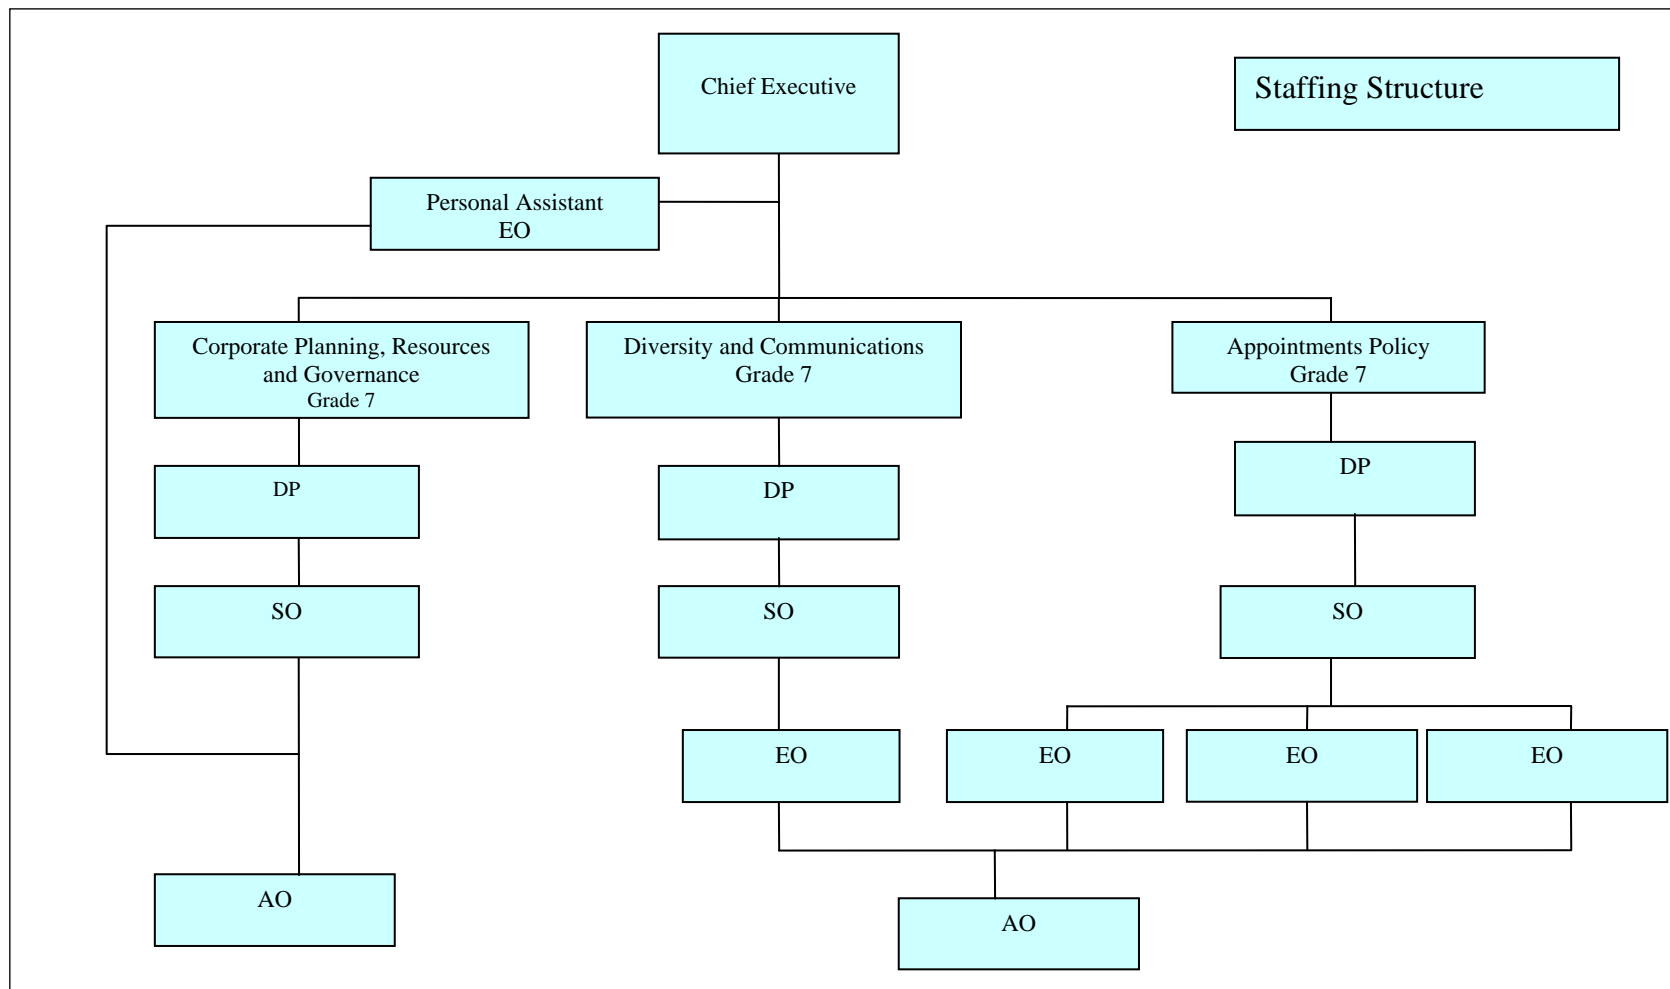 Chief Executive
Staffing Structure
Personal Assistant
EO
Corporate Planning, Resources
and Governance
Grade 7
Diversity and Communications
Grade 7
Appointments Policy
Grade 7
DP
DP
DP
SO
SO
SO
EO
EO
EO
EO
AO
AO